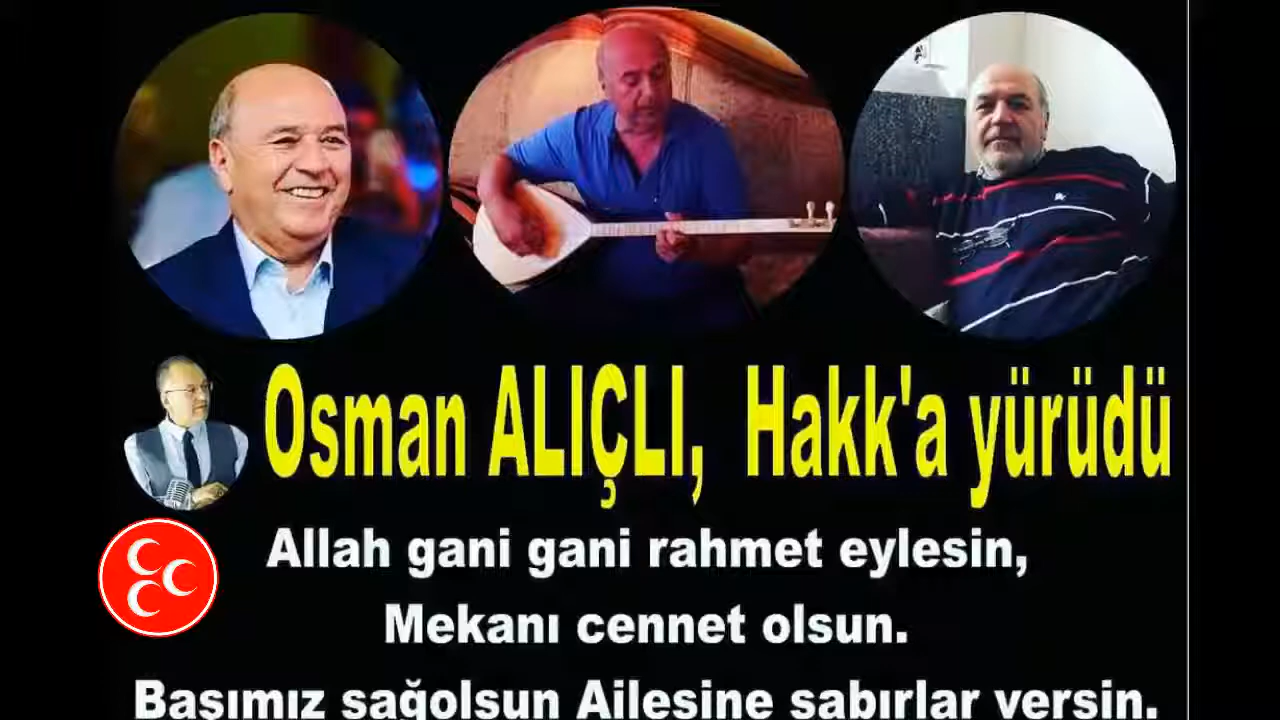 Osman ALIÇLI, Hakk'a yürüdü
Allah gani gani rahmet eylesin,
Mekanı cennet olsun.
Başımız sağolsun Ailesine sabırlar versin.